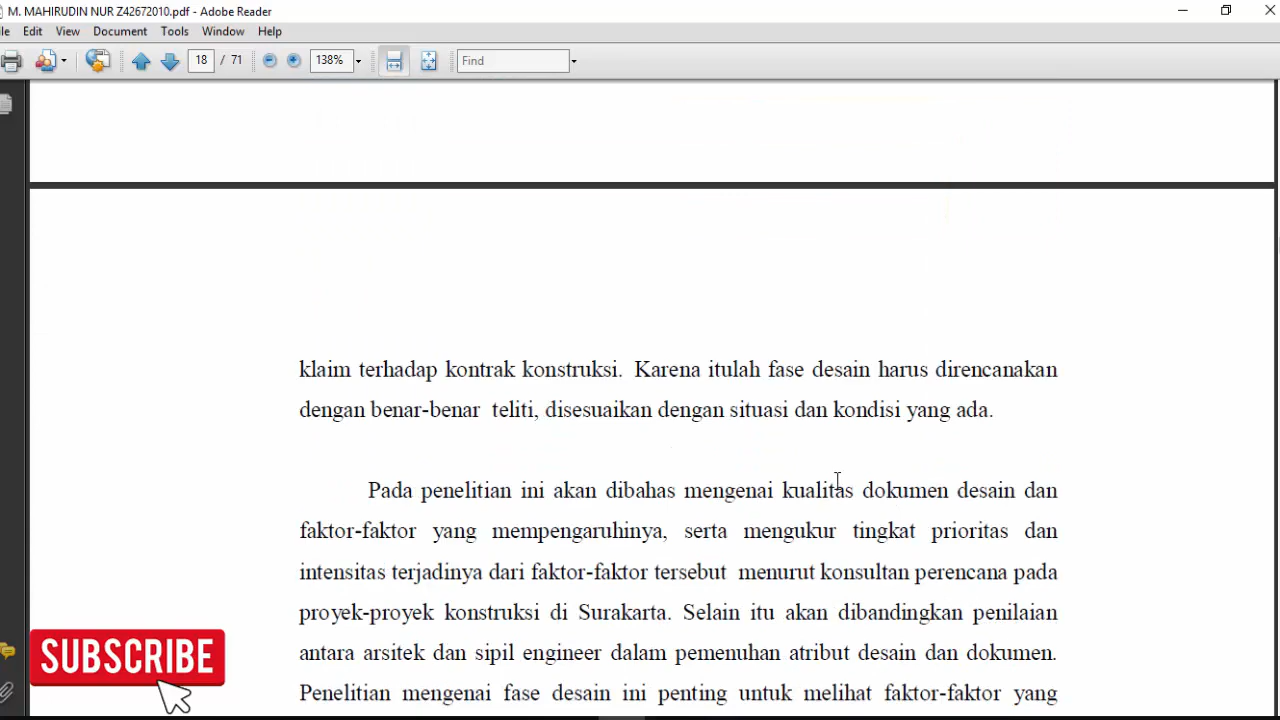 M. MAHIRUDIN NUR Z42672010.pdf - Adobe Reader
Edit View Document Tools Window Help
18 / 71 138% Find
klaim terhadap kontrak konstruksi. Karena itulah fase desain harus direncanakan
dengan benar-benar teliti, disesuaikan dengan situasi dan kondisi yang ada.
Pada penelitian ini akan dibahas mengenai kualitas dokumen desain dan
faktor-faktor yang mempengaruhinya, serta mengukur tingkat prioritas dan
intensitas terjadinya dari faktor-faktor tersebut menurut konsultan perencana pada
proyek-proyek konstruksi di Surakarta. Selain itu akan dibandingkan penilaian
antara arsitek dan sipil engineer dalam pemenuhan atribut desain dan dokumen.
Penelitian mengenai fase desain ini penting untuk melihat faktor-faktor yang
SUBSCRIBE